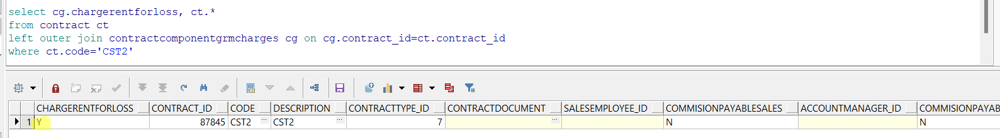 select cg.chargerentforloss, ct.*
from contract ct
left outer join contractcomponentgrmcharges cg on cg.contract_id=ct.contract_id
where ct.code='CST2'
CHARGERENTFORLOSS CONTRACT_ID CODE DESCRIPTION CONTRACTTYPE_ID CONTRACTDOCUMENT SALESEMPLOYEE_ID COMMISIONPAYABLESALES ACCOUNTMANAGER_ID COMMISIONPAYAB
1 Y 87845 CST2 ... CST2 ... 7 ... N N